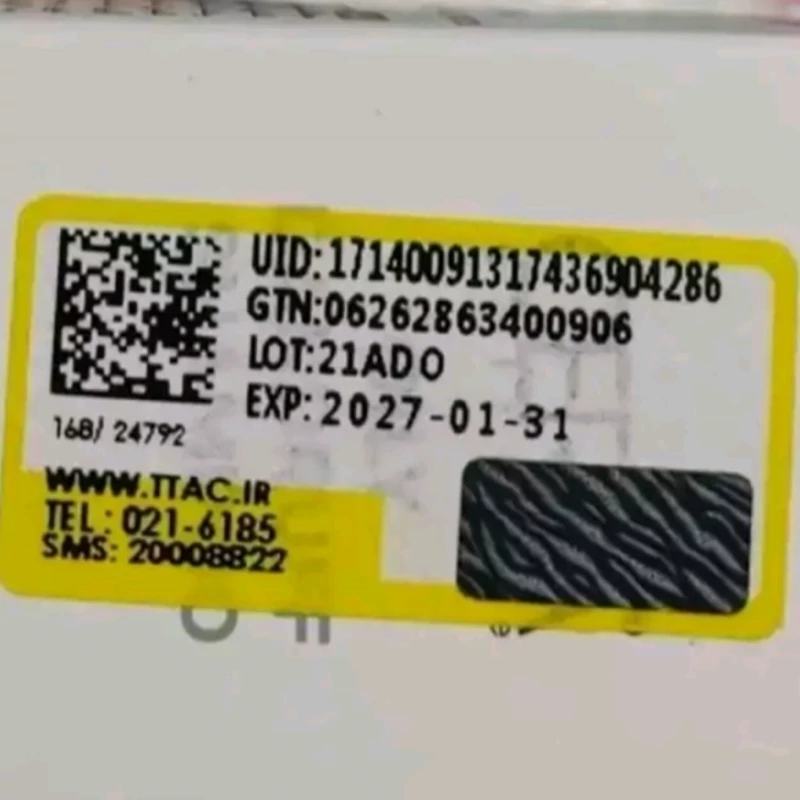 UID:17140091317436904286
GTN:06262863400906
LOT:21ADO
EXP:2027-01-31
168/ 24792
WWW.TTAC.IR
TEL: 021-6185
SMS: 20008822